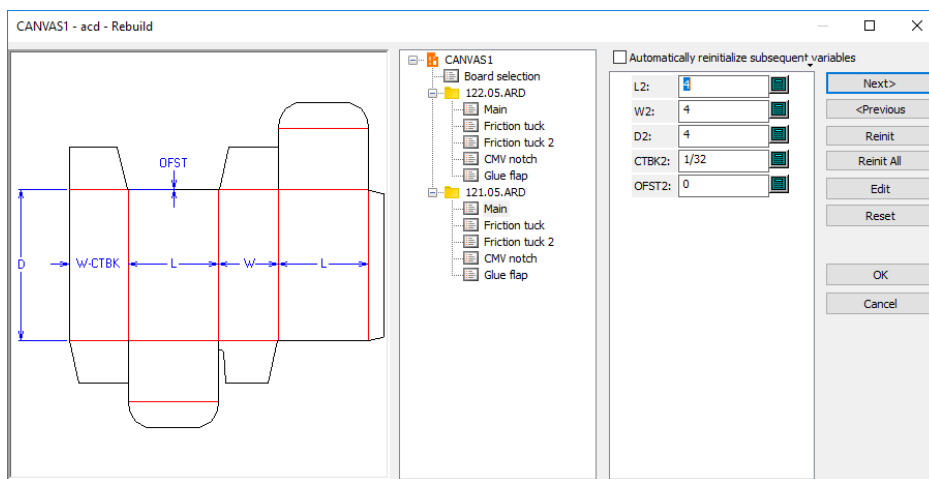 CANVAS1 - acd - Rebuild
OFST
D
W-CTBK
L
W
L
CANVAS1
Board selection
122.05.ARD
Main
Friction tuck
Friction tuck 2
CMV notch
Glue flap
121.05.ARD
Main
Friction tuck
Friction tuck 2
CMV notch
Glue flap
Automatically reinitialize subsequent variables
L2: 4
W2: 4
D2: 4
CTBK2: 1/32
OFST2: 0
Next>
<Previous
Reinit
Reinit All
Edit
Reset
OK
Cancel